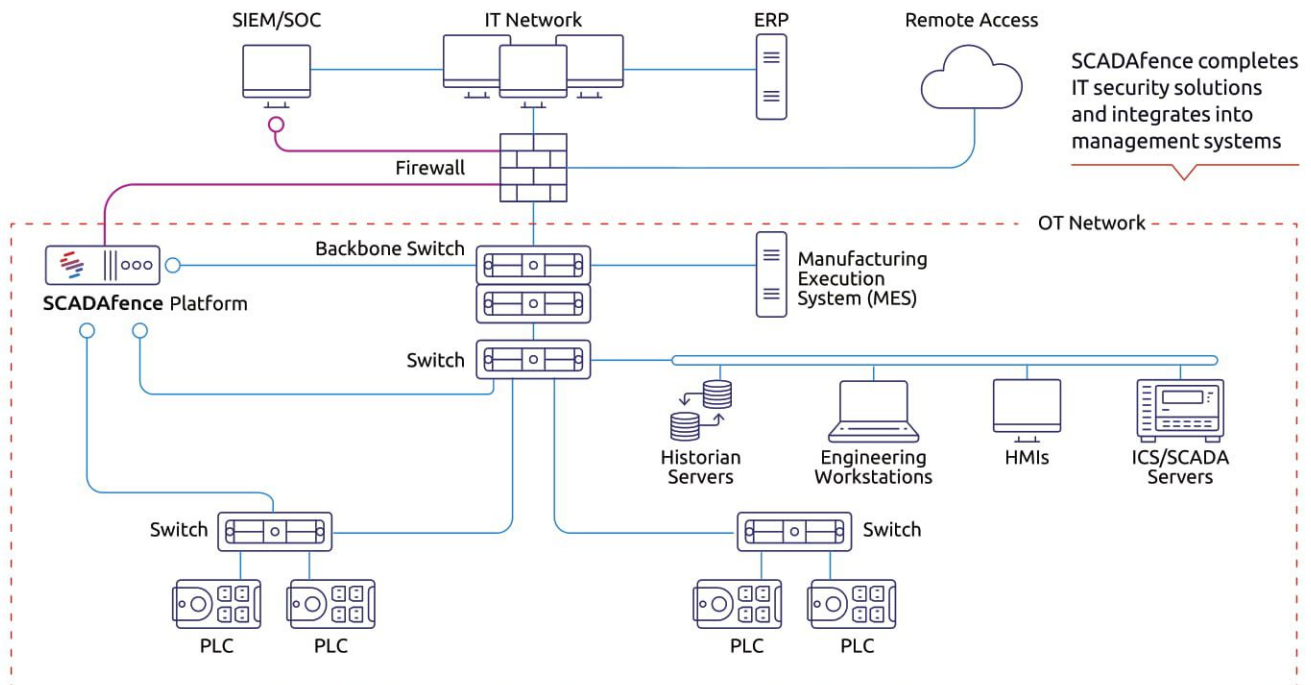 SIEM/SOC
IT Network
ERP
Remote Access
SCADAfence completes
IT security solutions
and integrates into
management systems
Firewall
OT Network
Backbone Switch
Manufacturing
Execution
System (MES)
SCADAfence Platform
Switch
Historian
Servers
Engineering
Workstations
HMIs
ICS/SCADA
Servers
Switch
Switch
PLC
PLC
PLC
PLC